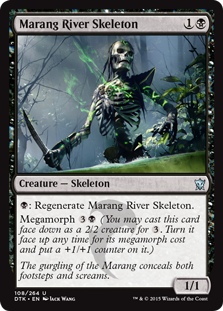 Marang River Skeleton 1
Creature — Skeleton
: Regenerate Marang River Skeleton.
Megamorph 3 (You may cast this card
face down as a 2/2 creature for 3. Turn it
face up any time for its megamorph cost
and put a +1/+1 counter on it.)
The gurgling of the Marang conceals both
footsteps and screams.
1/1
108/264 U
DTK • EN Jack Wang
™ & © 2015 Wizards of the Coast